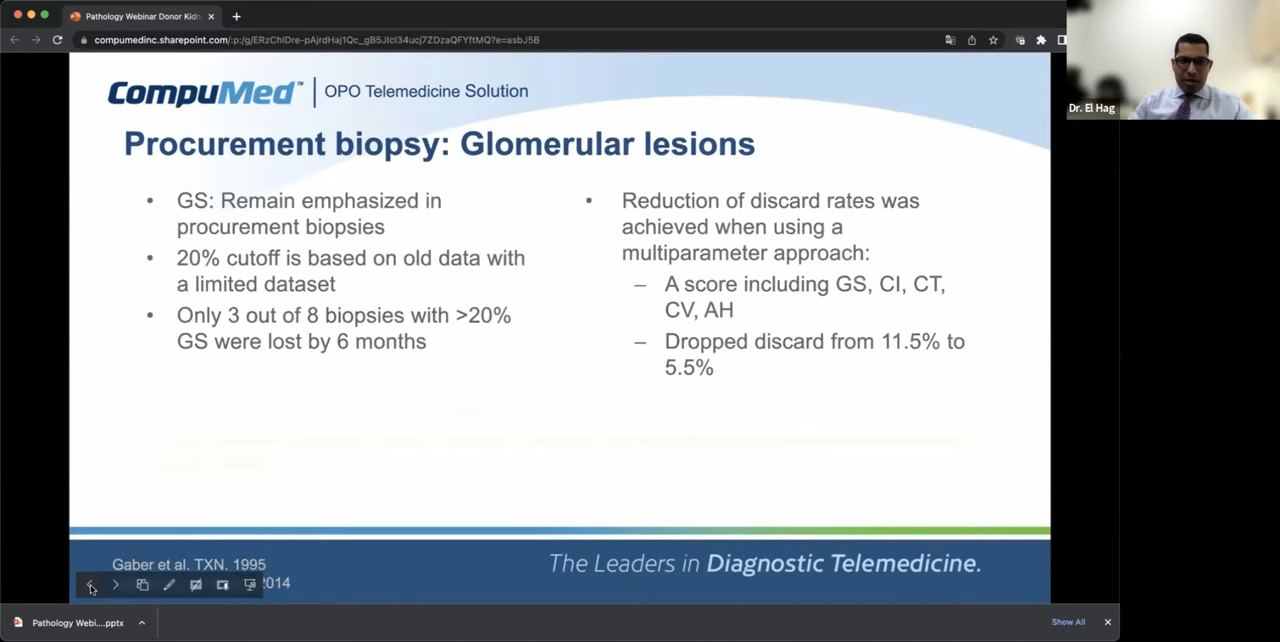 Pathology Webinar Donor Kidn
compumedinc.sharepoint.com/:p:/g/ERzChIDre-pAjrdHaj1Qc_gB5JIcI34ucj7ZDzaQFYftMQ?e=asbJ5B
Dr. El Hag
CompuMed™ | OPO Telemedicine Solution
Procurement biopsy: Glomerular lesions
• GS: Remain emphasized in
procurement biopsies
• 20% cutoff is based on old data with
a limited dataset
• Only 3 out of 8 biopsies with >20%
GS were lost by 6 months
• Reduction of discard rates was
achieved when using a
multiparameter approach:
– A score including GS, CI, CT,
CV, AH
– Dropped discard from 11.5% to
5.5%
Gaber et al. TXN. 1995
2014
The Leaders in Diagnostic Telemedicine.
Pathology Webi....pptx
Show All